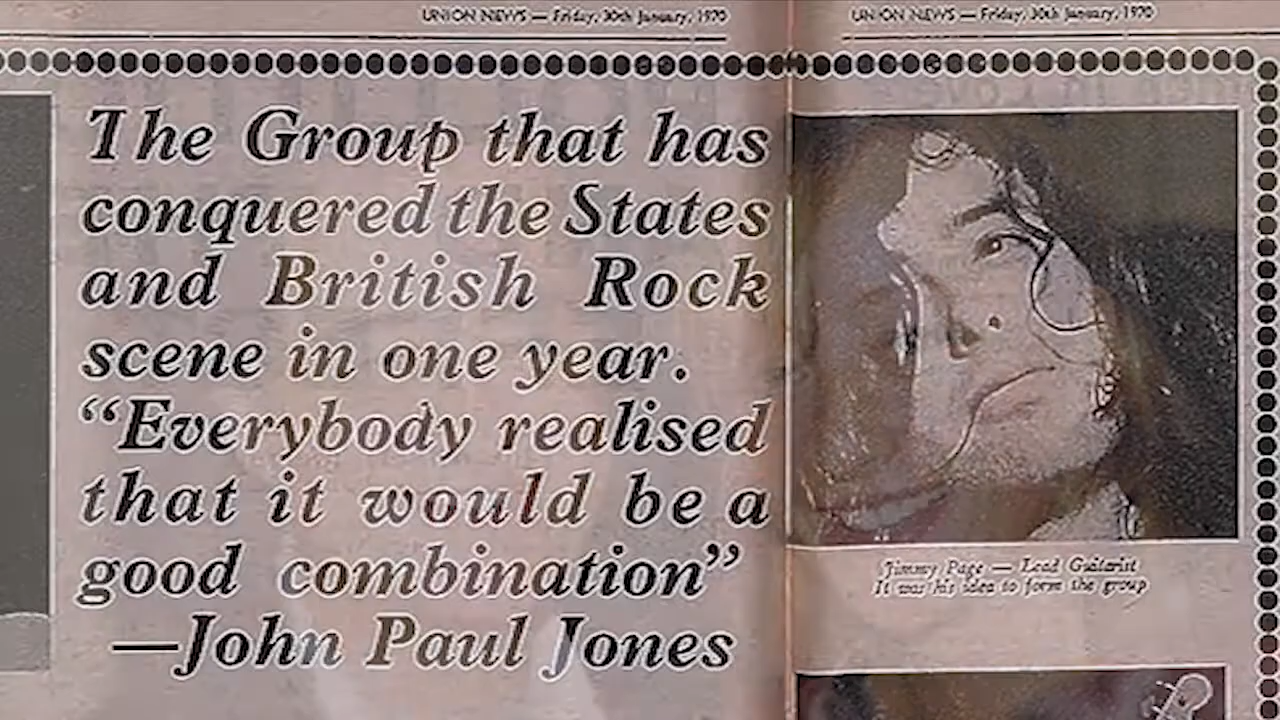 UNION NEWS — Friday, 30th January, 1970
UNION NEWS — Friday, 30th January, 1970
The Group that has
conquered the States
and British Rock
scene in one year.
“Everybody realised
that it would be a
good combination”
—John Paul Jones
Jimmy Page — Lead Guitarist
It was his idea to form the group